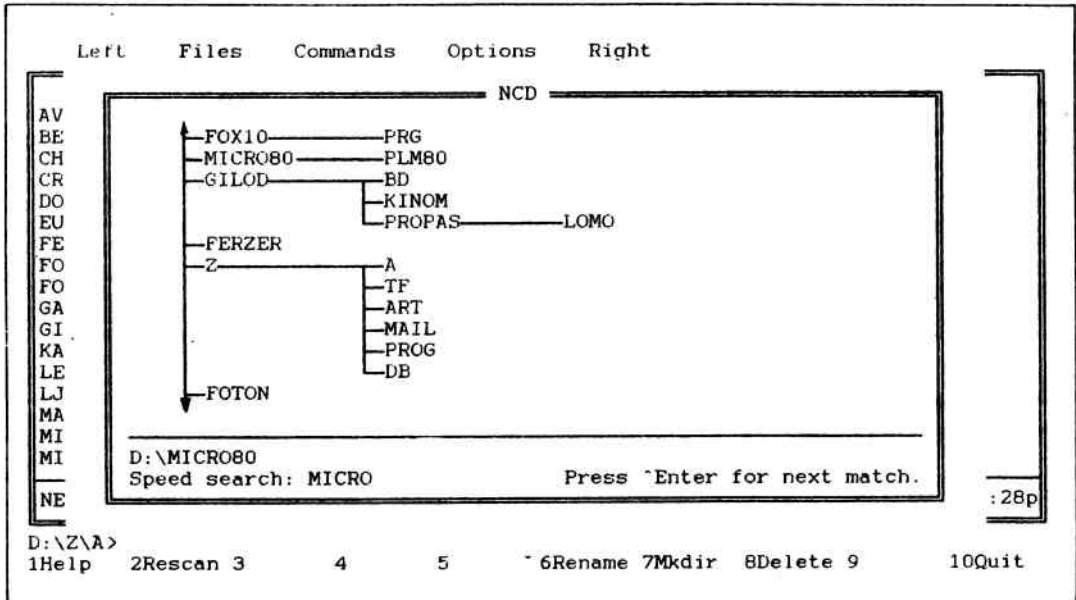 Left Files Commands Options Right
NCD
AV
BE FOX10 PRG
CH MICRO80 PLM80
CR GILOD BD
DO KINOM
EU PROPAS LOMO
FE FERZER
FO Z A
FO TF
GA ART
GI MAIL
KA PROG
LE DB
LJ FOTON
MA
MI
MI D:\MICRO80
Speed search: MICRO Press ^Enter for next match.
NE :28p
D:\Z\A>
1Help 2Rescan 3 4 5 6Rename 7Mkdir 8Delete 9 10Quit